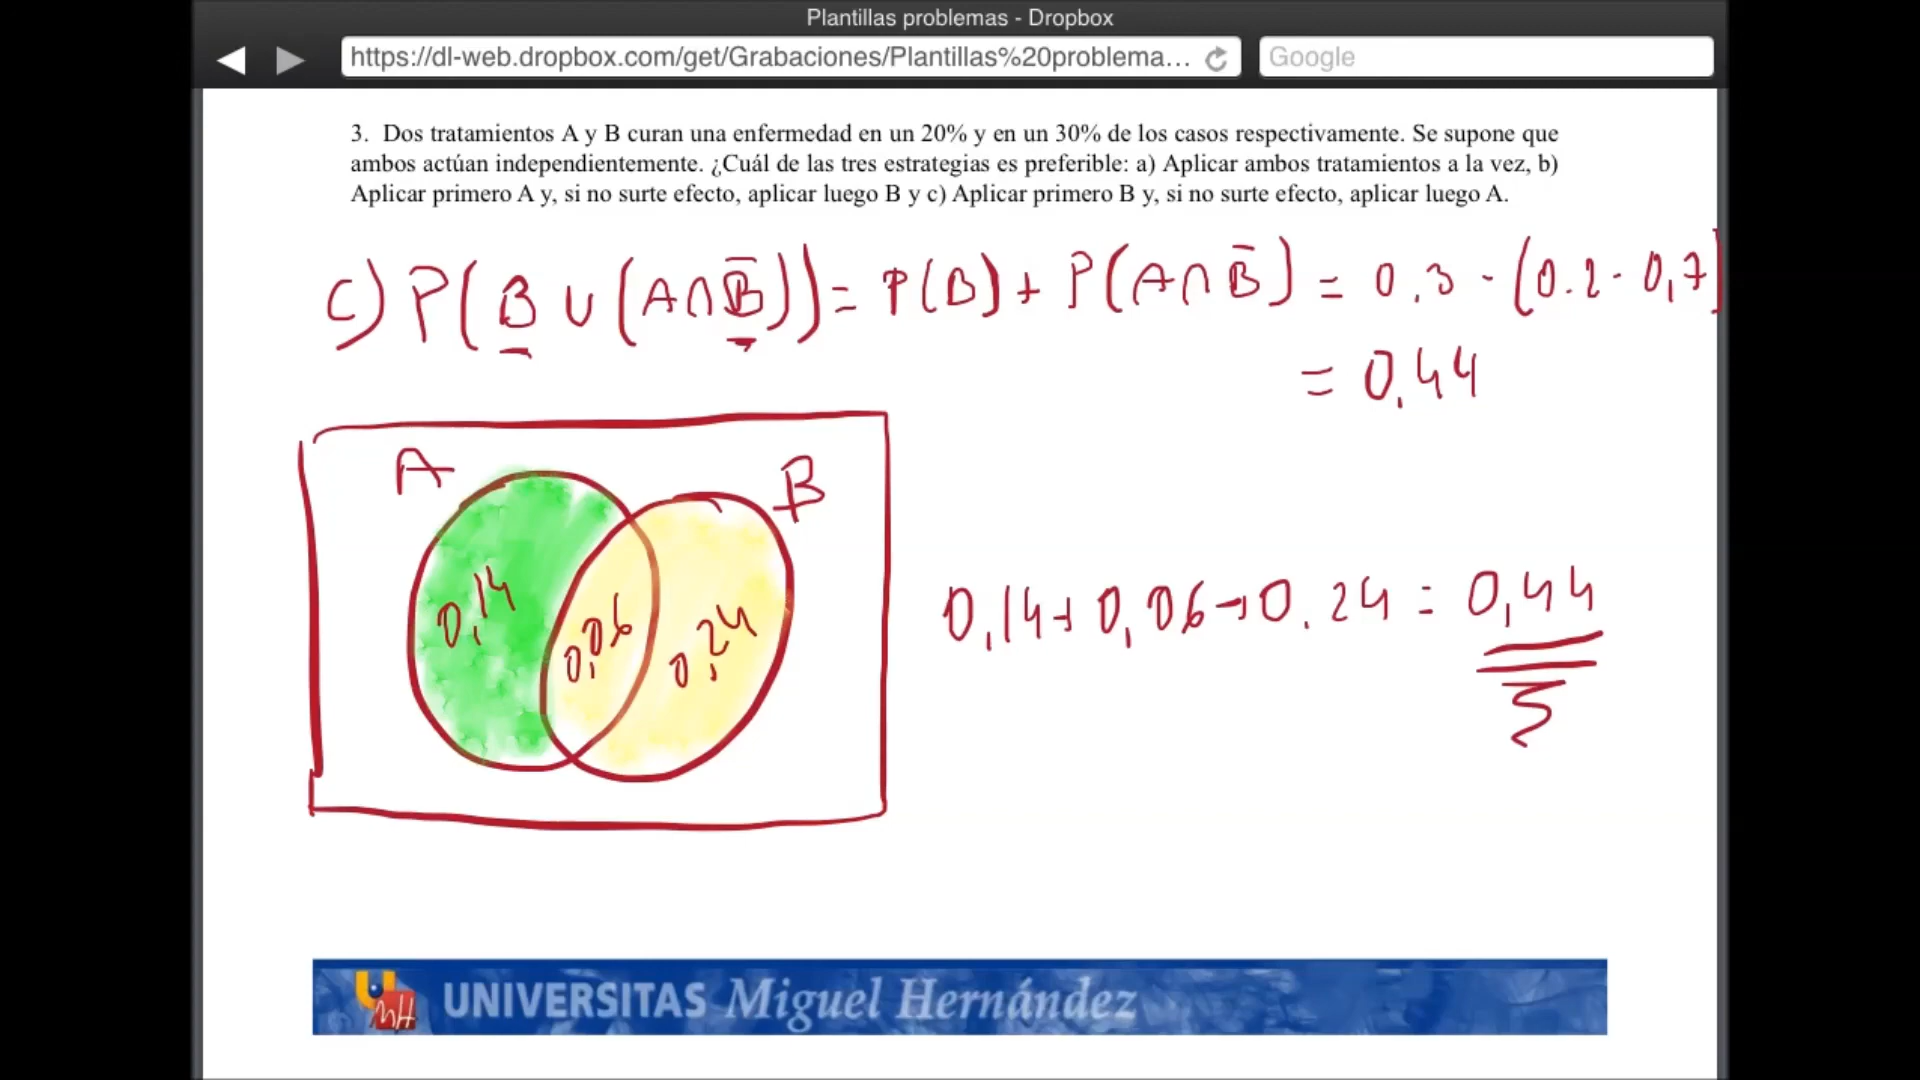 Plantillas problemas - Dropbox
https://dl-web.dropbox.com/get/Grabaciones/Plantillas%20problema...
Google
3. Dos tratamientos A y B curan una enfermedad en un 20% y en un 30% de los casos respectivamente. Se supone que
ambos actúan independientemente. ¿Cuál de las tres estrategias es preferible: a) Aplicar ambos tratamientos a la vez, b)
Aplicar primero A y, si no surte efecto, aplicar luego B y c) Aplicar primero B y, si no surte efecto, aplicar luego A.
C) P(B ∪ (A∩B̄)) = P(B) + P(A∩B̄) = 0.3 - (0.2 · 0,7)
= 0,44
A
B
0,14
0,06
0,24
0,14 + 0,06 + 0.24 = 0,44
UMH UNIVERSITAS Miguel Hernández